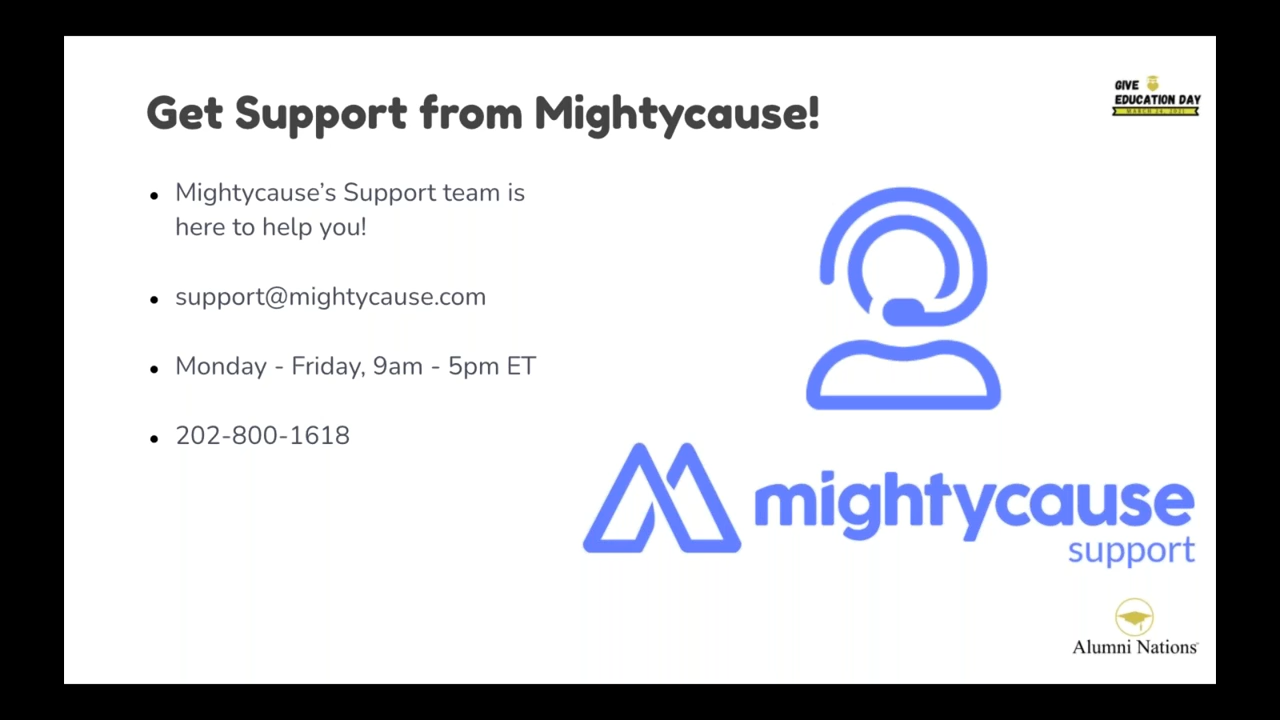 Get Support from Mightycause!
GIVE
EDUCATION DAY
Mightycause’s Support team is
here to help you!
support@mightycause.com
Monday - Friday, 9am - 5pm ET
202-800-1618
mightycause
support
Alumni Nations